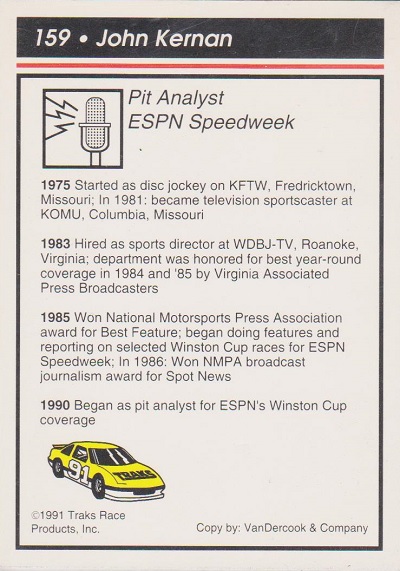 159 • John Kernan
Pit Analyst
ESPN Speedweek
1975 Started as disc jockey on KFTW, Fredricktown,
Missouri; In 1981: became television sportscaster at
KOMU, Columbia, Missouri
1983 Hired as sports director at WDBJ-TV, Roanoke,
Virginia; department was honored for best year-round
coverage in 1984 and '85 by Virginia Associated
Press Broadcasters
1985 Won National Motorsports Press Association
award for Best Feature; began doing features and
reporting on selected Winston Cup races for ESPN
Speedweek; In 1986: Won NMPA broadcast
journalism award for Spot News
1990 Began as pit analyst for ESPN's Winston Cup
coverage
91
TRAKS
©1991 Traks Race
Products, Inc.
Copy by: VanDercook & Company